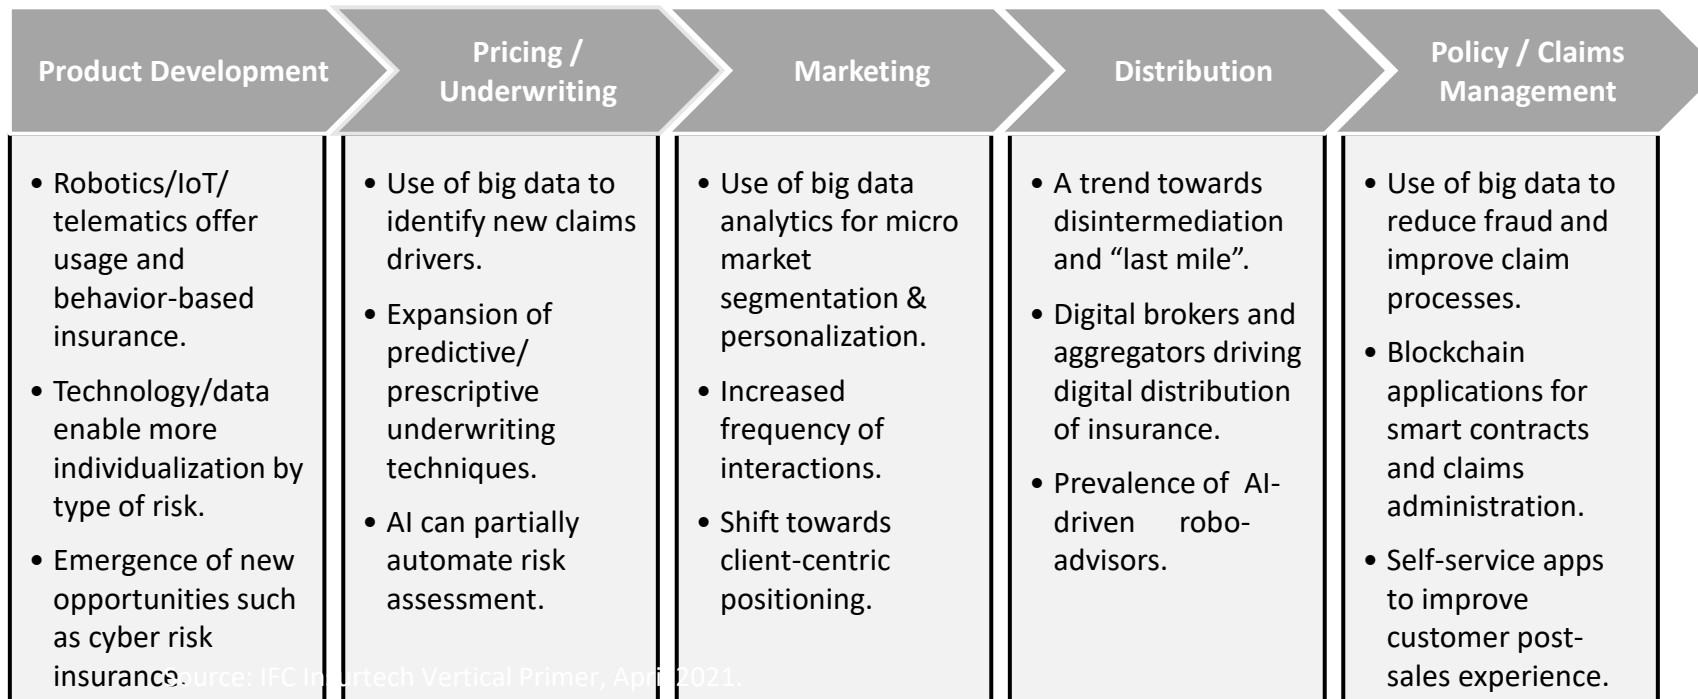 Product Development
Pricing /
Underwriting
Marketing
Distribution
Policy / Claims
Management
• Robotics/IoT/
telematics offer
usage and
behavior-based
insurance.
• Technology/data
enable more
individualization by
type of risk.
• Emergence of new
opportunities such
as cyber risk
insurance.
• Use of big data to
identify new claims
drivers.
• Expansion of
predictive/
prescriptive
underwriting
techniques.
• AI can partially
automate risk
assessment.
• Use of big data
analytics for micro
market
segmentation &
personalization.
• Increased
frequency of
interactions.
• Shift towards
client-centric
positioning.
• A trend towards
disintermediation
and “last mile”.
• Digital brokers and
aggregators driving
digital distribution
of insurance.
• Prevalence of AI-
driven robo-
advisors.
• Use of big data to
reduce fraud and
improve claim
processes.
• Blockchain
applications for
smart contracts
and claims
administration.
• Self-service apps
to improve
customer post-
sales experience.
Source: IFC Insurtech Vertical Primer, April 2021.